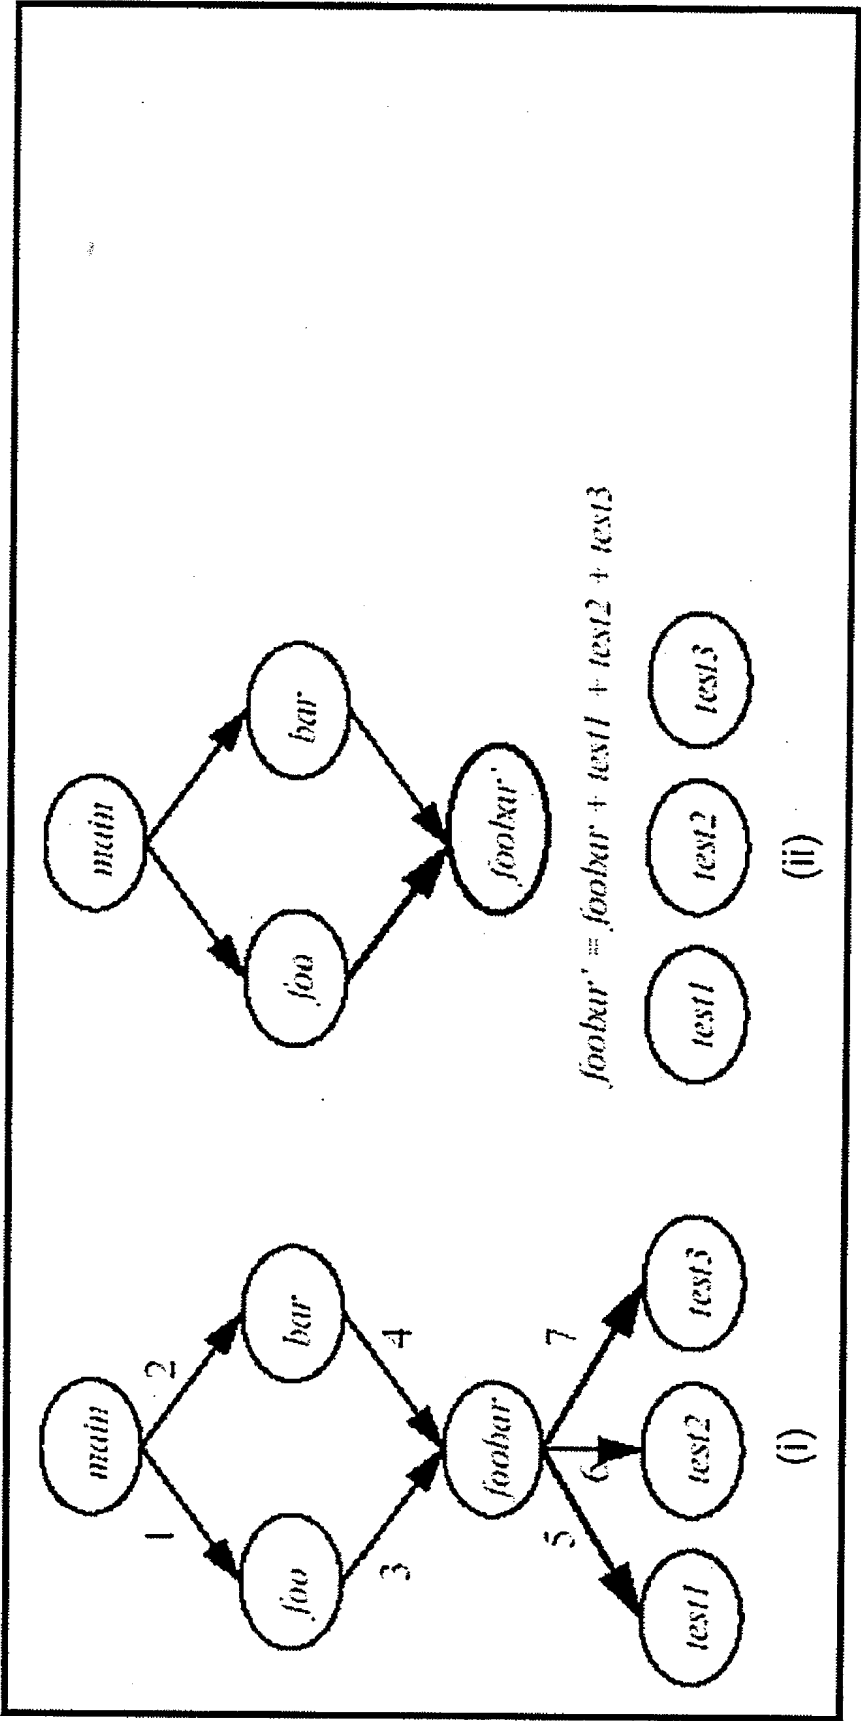 main
1
2
foo
bar
3
4
foobar
5
6
7
test1
test2
test3
(i)
main
foo
bar
foobar'
foobar' = foobar + test1 + test2 + test3
test1
test2
test3
(ii)